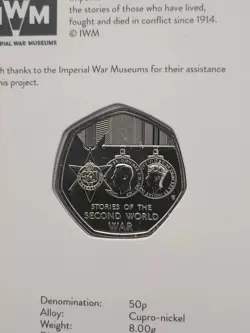 the stories of those who have lived,
fought and died in conflict since 1914.
© IWM
IWM
IMPERIAL WAR MUSEUMS
thanks to the Imperial War Museums for their assistance
project.
STORIES OF THE
SECOND WORLD
WAR
Denomination: 50p
Alloy: Cupro-nickel
Weight: 8.00g